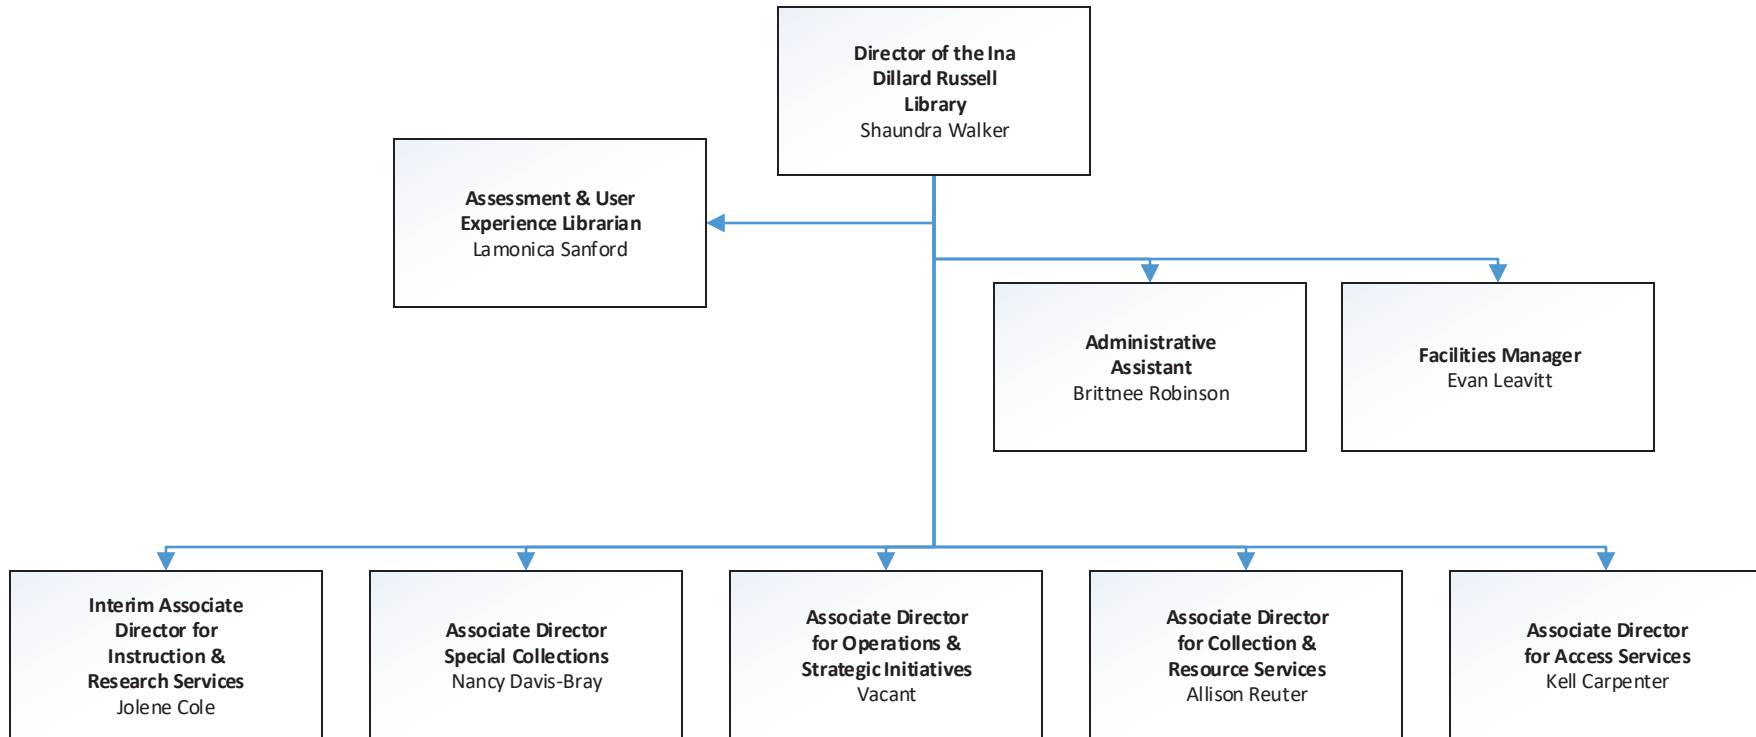 Director of the Ina
Dillard Russell
Library
Shaundra Walker
Assessment & User
Experience Librarian
Lamonica Sanford
Administrative
Assistant
Brittnee Robinson
Facilities Manager
Evan Leavitt
Interim Associate
Director for
Instruction &
Research Services
Jolene Cole
Associate Director
Special Collections
Nancy Davis-Bray
Associate Director
for Operations &
Strategic Initiatives
Vacant
Associate Director
for Collection &
Resource Services
Allison Reuter
Associate Director
for Access Services
Kell Carpenter